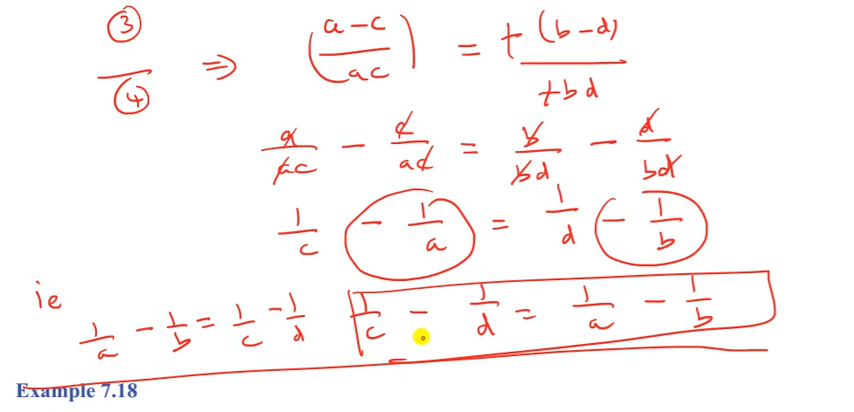 ③/④ ⇒ ((a-c)/ac) = +(b-d)/+bd
a/ac - c/ac = b/bd - d/bd
1/c - 1/a = 1/d - 1/b
ie 1/a - 1/b = 1/c - 1/d 1/c - 1/d = 1/a - 1/b
Example 7.18